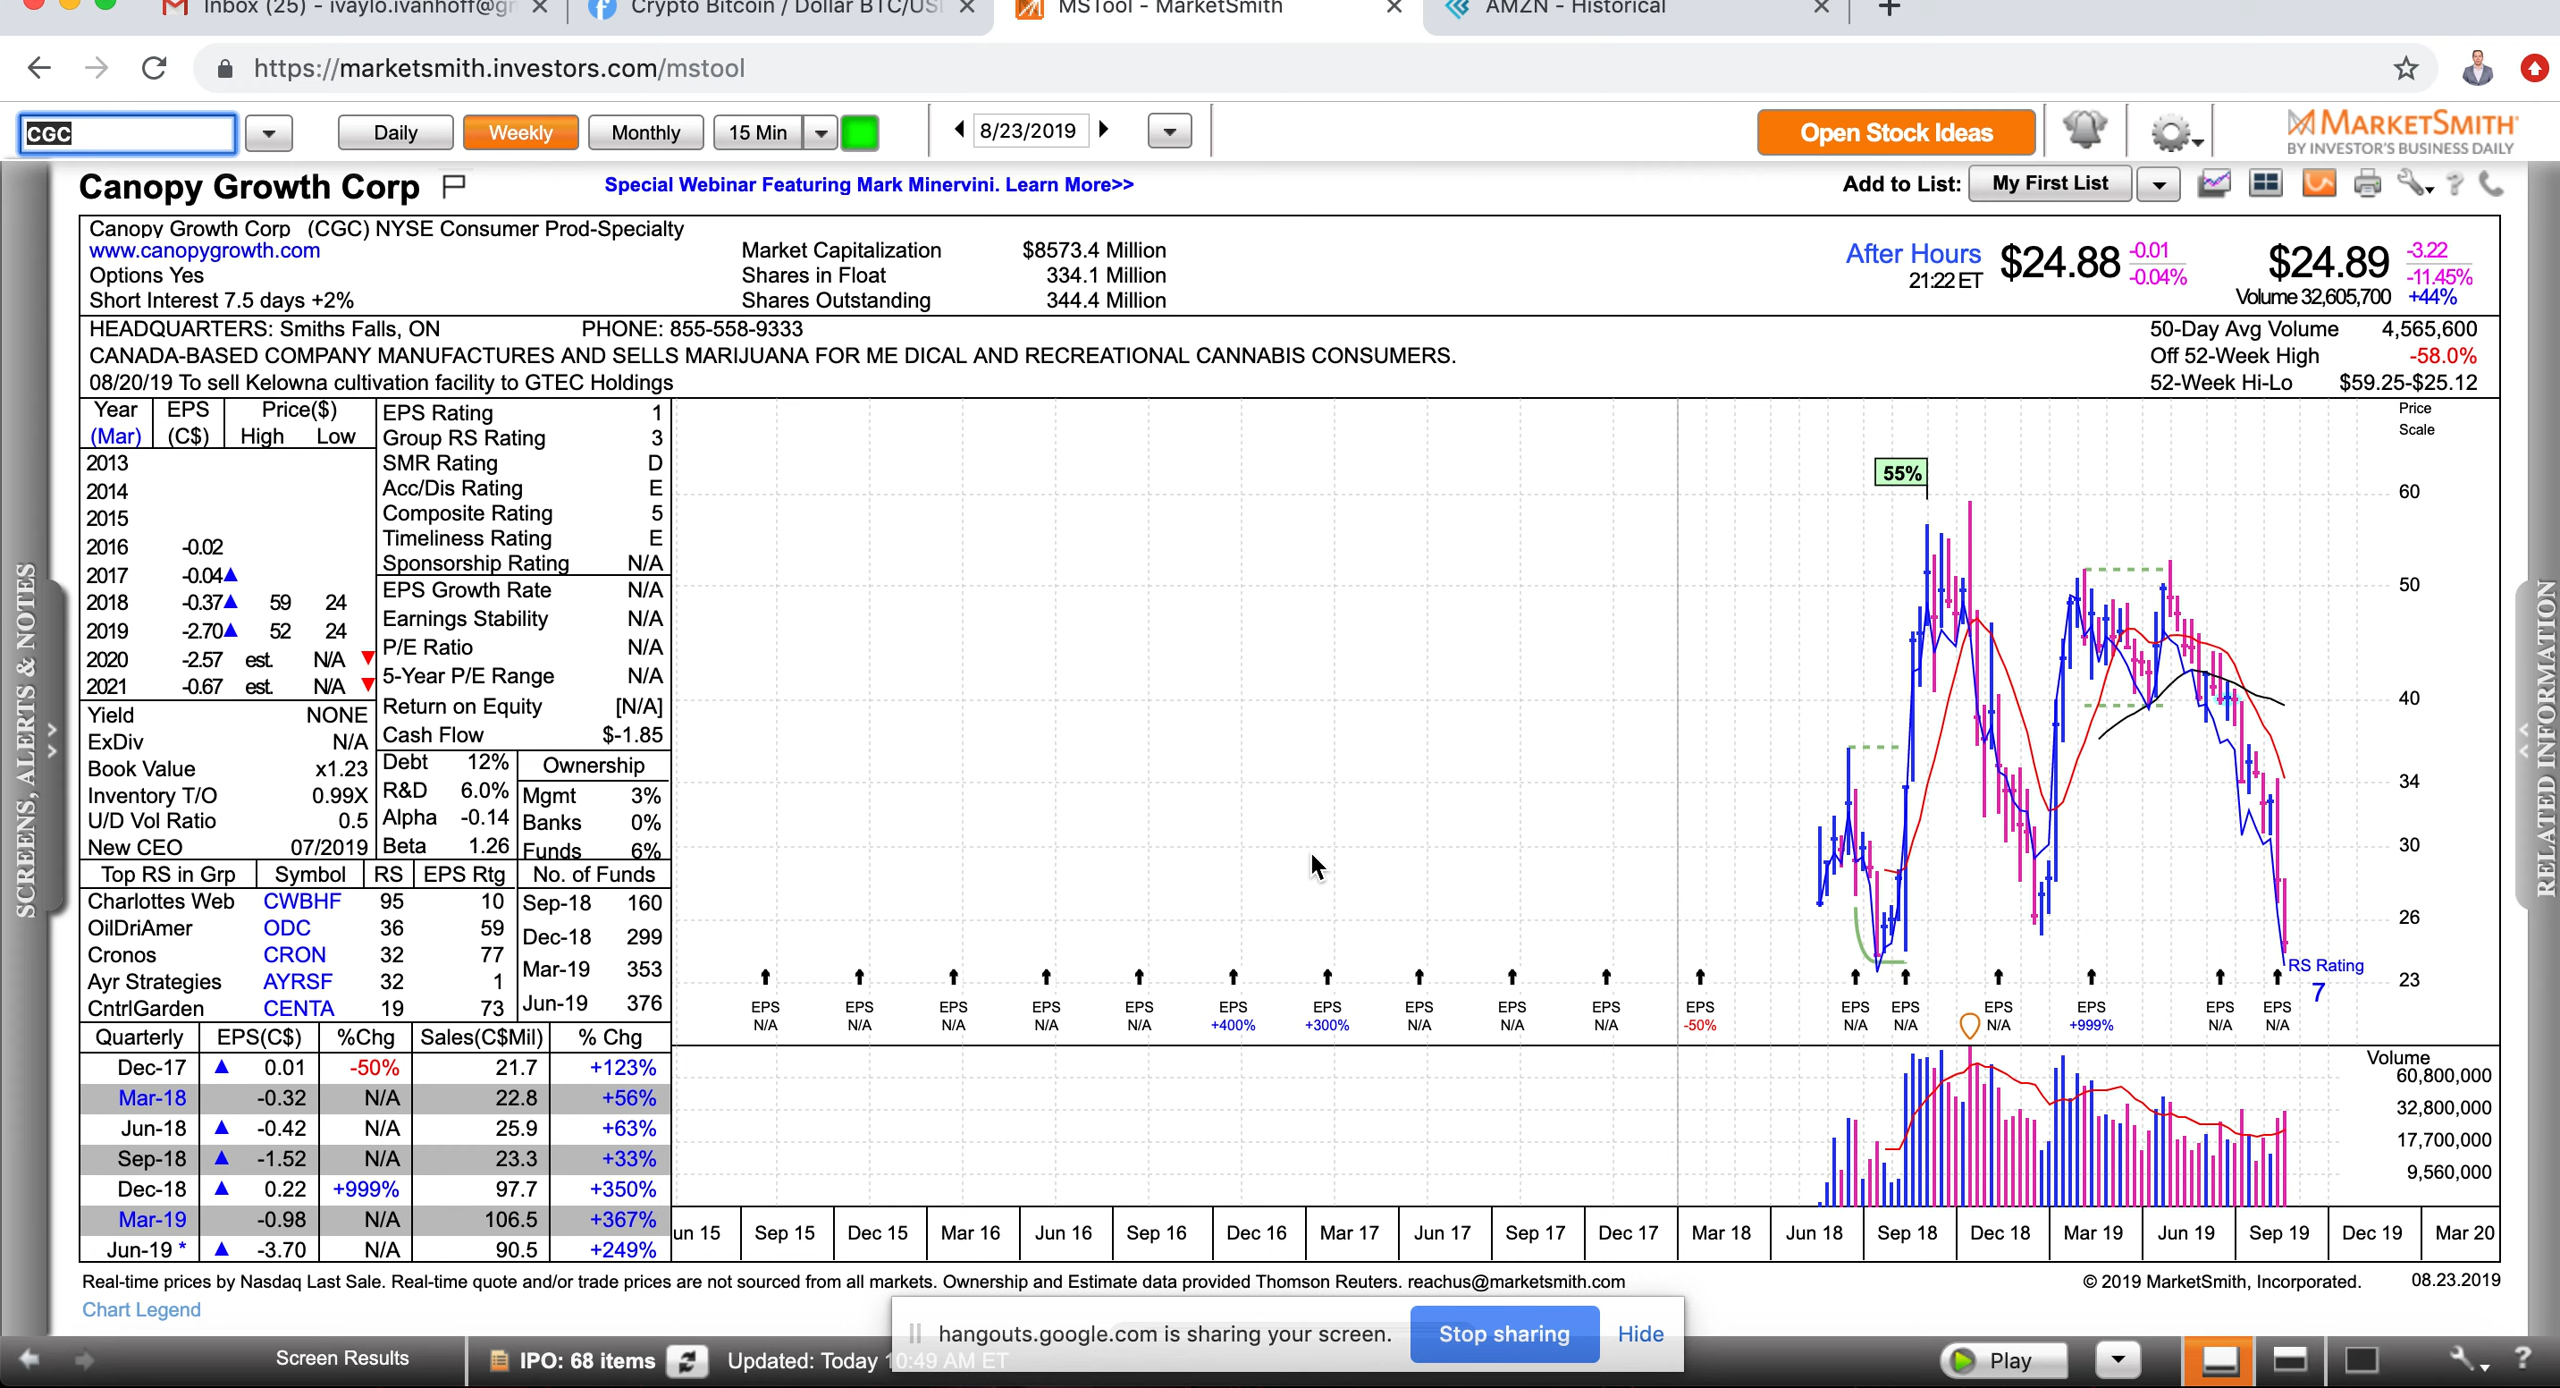 Inbox (25) - ivaylo.ivanhoff@gm
Crypto Bitcoin / Dollar BTC/USD
MSTool - MarketSmith
AMZN - Historical
https://marketsmith.investors.com/mstool
CGC
Daily
Weekly
Monthly
15 Min
8/23/2019
Open Stock Ideas
MARKETSMITH
BY INVESTOR'S BUSINESS DAILY
Canopy Growth Corp
Special Webinar Featuring Mark Minervini. Learn More>>
Add to List:
My First List
Canopy Growth Corp (CGC) NYSE Consumer Prod-Specialty
www.canopygrowth.com
Options Yes
Short Interest 7.5 days +2%
Market Capitalization $8573.4 Million
Shares in Float 334.1 Million
Shares Outstanding 344.4 Million
After Hours
21:22 ET
$24.88 -0.01
-0.04%
$24.89 -3.22
-11.45%
Volume 32,605,700 +44%
HEADQUARTERS: Smiths Falls, ON PHONE: 855-558-9333
CANADA-BASED COMPANY MANUFACTURES AND SELLS MARIJUANA FOR ME DICAL AND RECREATIONAL CANNABIS CONSUMERS.
08/20/19 To sell Kelowna cultivation facility to GTEC Holdings
50-Day Avg Volume 4,565,600
Off 52-Week High -58.0%
52-Week Hi-Lo $59.25-$25.12
Year EPS Price($)
(Mar) (C$) High Low
2013
2014
2015
2016 -0.02
2017 -0.04
2018 -0.37 59 24
2019 -2.70 52 24
2020 -2.57 est. N/A
2021 -0.67 est. N/A
Yield NONE
ExDiv N/A
Book Value x1.23
Inventory T/O 0.99X
U/D Vol Ratio 0.5
New CEO 07/2019
EPS Rating 1
Group RS Rating 3
SMR Rating D
Acc/Dis Rating E
Composite Rating 5
Timeliness Rating E
Sponsorship Rating N/A
EPS Growth Rate N/A
Earnings Stability N/A
P/E Ratio N/A
5-Year P/E Range N/A
Return on Equity [N/A]
Cash Flow $-1.85
Debt 12%
R&D 6.0%
Alpha -0.14
Beta 1.26
Ownership
Mgmt 3%
Banks 0%
Funds 6%
Top RS in Grp Symbol RS EPS Rtg
Charlottes Web CWBHF 95 10
OilDriAmer ODC 36 59
Cronos CRON 32 77
Ayr Strategies AYRSF 32 1
CntrlGarden CENTA 19 73
No. of Funds
Sep-18 160
Dec-18 299
Mar-19 353
Jun-19 376
Quarterly EPS(C$) %Chg Sales(C$Mil) % Chg
Dec-17 0.01 -50% 21.7 +123%
Mar-18 -0.32 N/A 22.8 +56%
Jun-18 -0.42 N/A 25.9 +63%
Sep-18 -1.52 N/A 23.3 +33%
Dec-18 0.22 +999% 97.7 +350%
Mar-19 -0.98 N/A 106.5 +367%
Jun-19 * -3.70 N/A 90.5 +249%
Price
Scale
55%
60
50
40
34
30
26
23
RS Rating
7
EPS EPS EPS EPS EPS EPS EPS EPS EPS EPS EPS EPS EPS EPS EPS EPS EPS
N/A N/A N/A N/A N/A +400% +300% N/A N/A N/A -50% N/A N/A N/A +999% N/A N/A
Volume
60,800,000
32,800,000
17,700,000
9,560,000
un 15 Sep 15 Dec 15 Mar 16 Jun 16 Sep 16 Dec 16 Mar 17 Jun 17 Sep 17 Dec 17 Mar 18 Jun 18 Sep 18 Dec 18 Mar 19 Jun 19 Sep 19 Dec 19 Mar 20
Real-time prices by Nasdaq Last Sale. Real-time quote and/or trade prices are not sourced from all markets. Ownership and Estimate data provided Thomson Reuters. reachus@marketsmith.com
© 2019 MarketSmith, Incorporated. 08.23.2019
Chart Legend
SCREENS, ALERTS & NOTES
RELATED INFORMATION
hangouts.google.com is sharing your screen.
Stop sharing
Hide
Screen Results
IPO: 68 items
Updated: Today 10:49 AM ET
Play